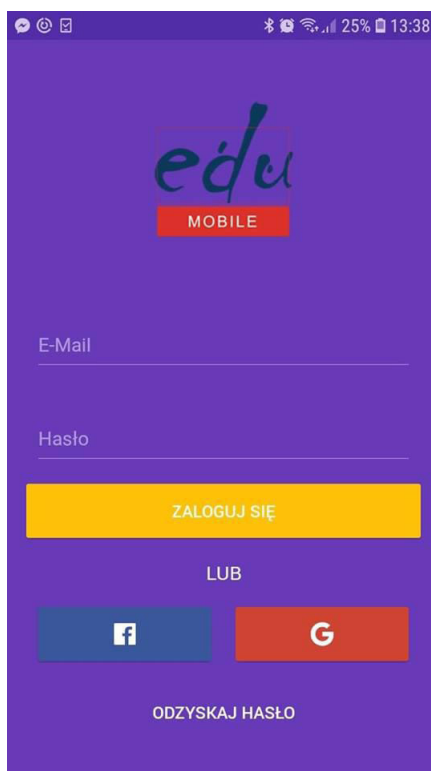 25% 13:38
edu
MOBILE
E-Mail
Hasło
ZALOGUJ SIĘ
LUB
f G
ODZYSKAJ HASŁO